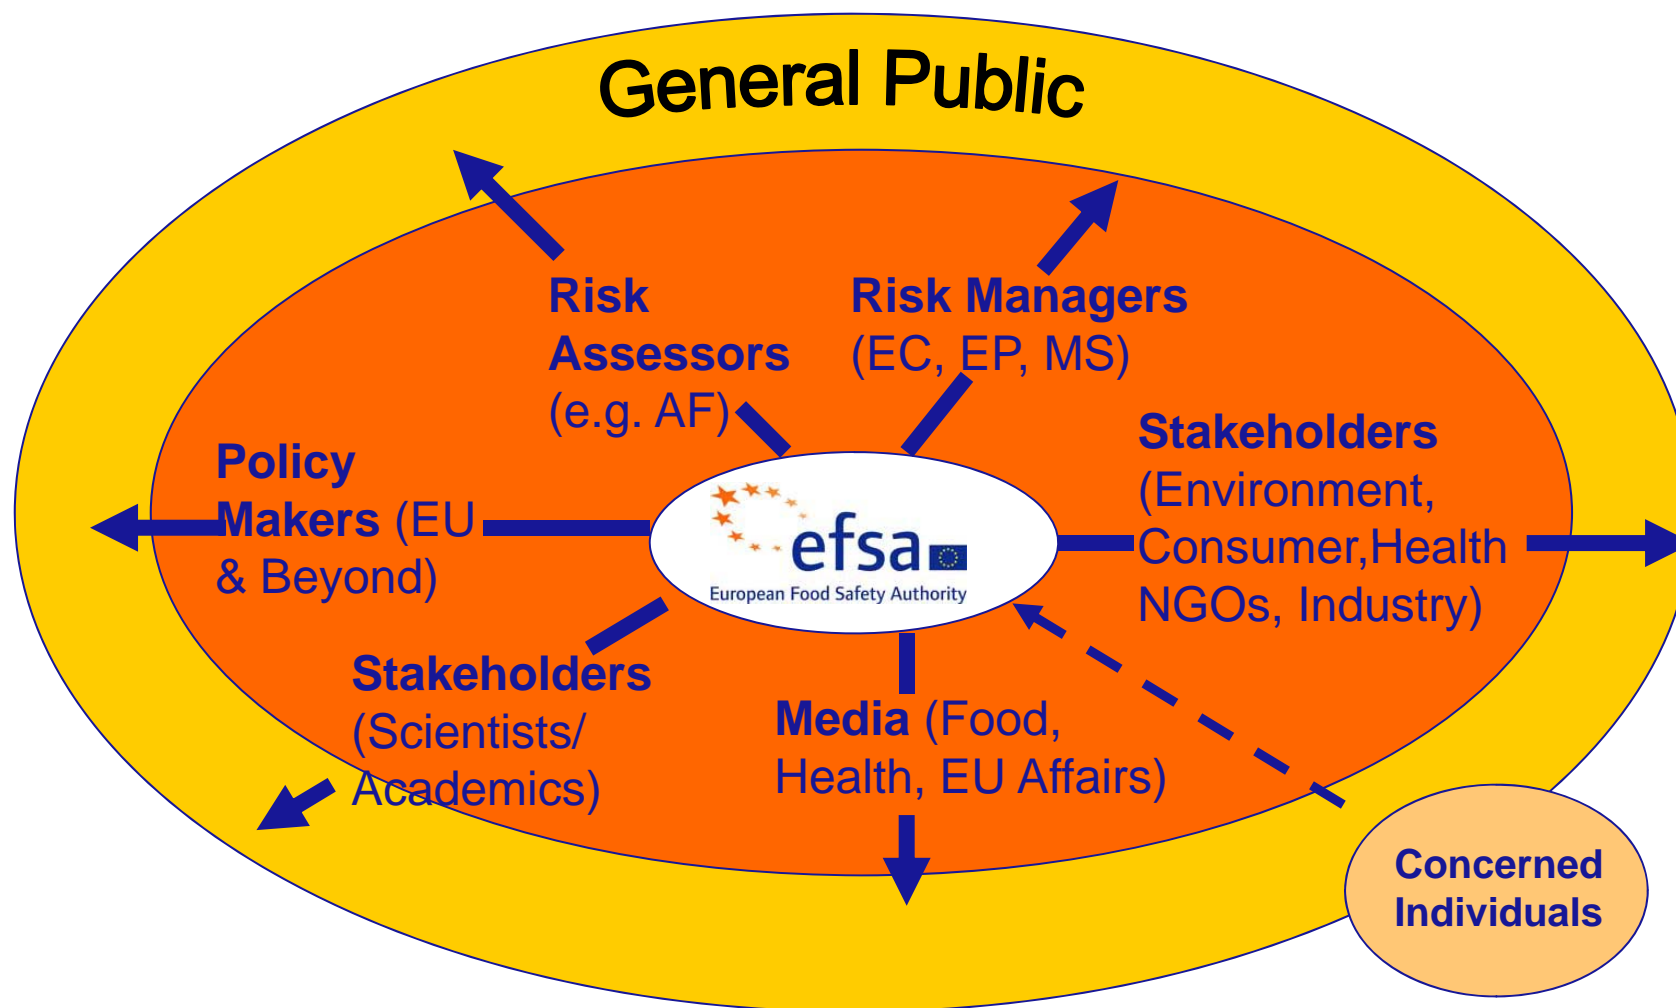 General Public
Risk
Assessors
(e.g. AF)
Risk Managers
(EC, EP, MS)
Policy
Makers (EU
& Beyond)
efsa
European Food Safety Authority
Stakeholders
(Environment,
Consumer,Health
NGOs, Industry)
Stakeholders
(Scientists/
Academics)
Media (Food,
Health, EU Affairs)
Concerned
Individuals